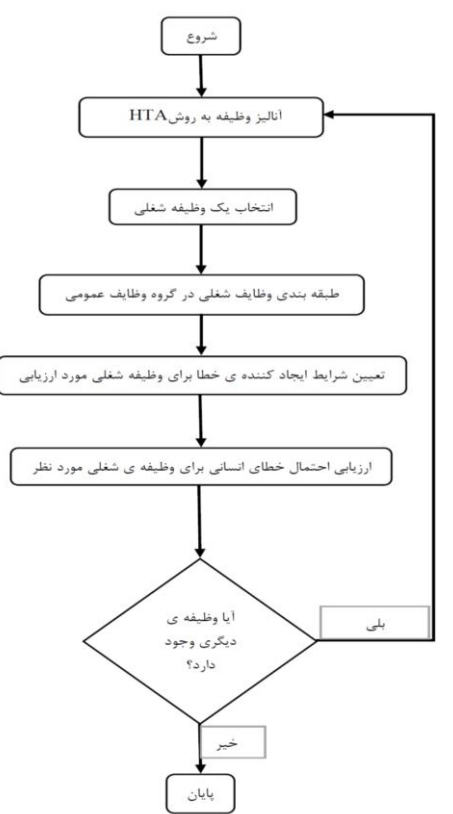 شروع
آنالیز وظیفه به روش HTA
انتخاب یک وظیفه شغلی
طبقه بندی وظایف شغلی در گروه وظایف عمومی
تعیین شرایط ایجاد کننده ی خطا برای وظیفه شغلی مورد ارزیابی
ارزیابی احتمال خطای انسانی برای وظیفه ی شغلی مورد نظر
آیا وظیفه ی
دیگری وجود
دارد؟
بلی
خیر
پایان